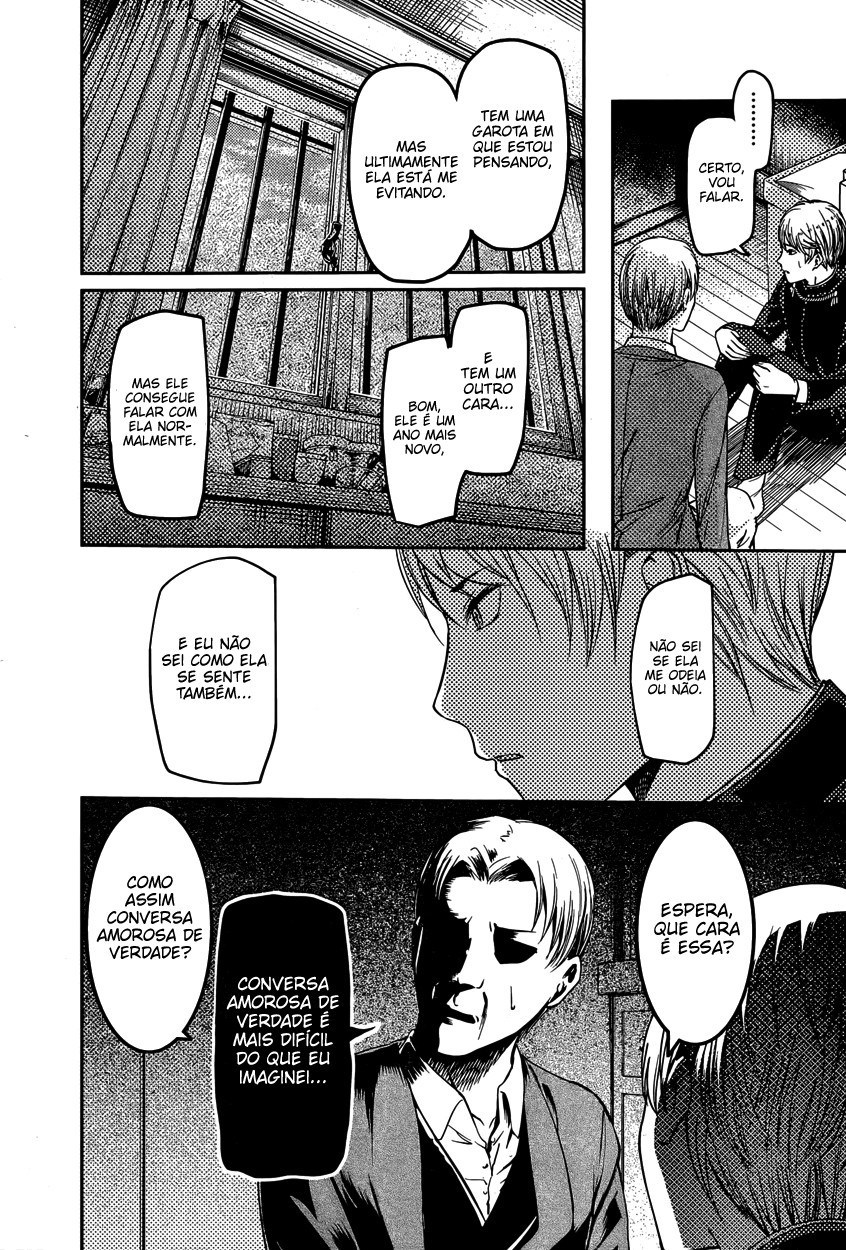 .........
CERTO,
VOU
FALAR.
TEM UMA
GAROTA EM
QUE ESTOU
PENSANDO,
MAS
ULTIMAMENTE
ELA ESTÁ ME
EVITANDO.
E
TEM UM
OUTRO
CARA...
BOM,
ELE É UM
ANO MAIS
NOVO,
MAS ELE
CONSEGUE
FALAR COM
ELA NOR-
MALMENTE.
NÃO SEI
SE ELA
ME ODEIA
OU NÃO.
E EU NÃO
SEI COMO ELA
SE SENTE
TAMBÉM...
ESPERA,
QUE CARA
É ESSA?
CONVERSA
AMOROSA DE
VERDADE É
MAIS DIFÍCIL
DO QUE EU
IMAGINEI...
COMO
ASSIM
CONVERSA
AMOROSA DE
VERDADE?